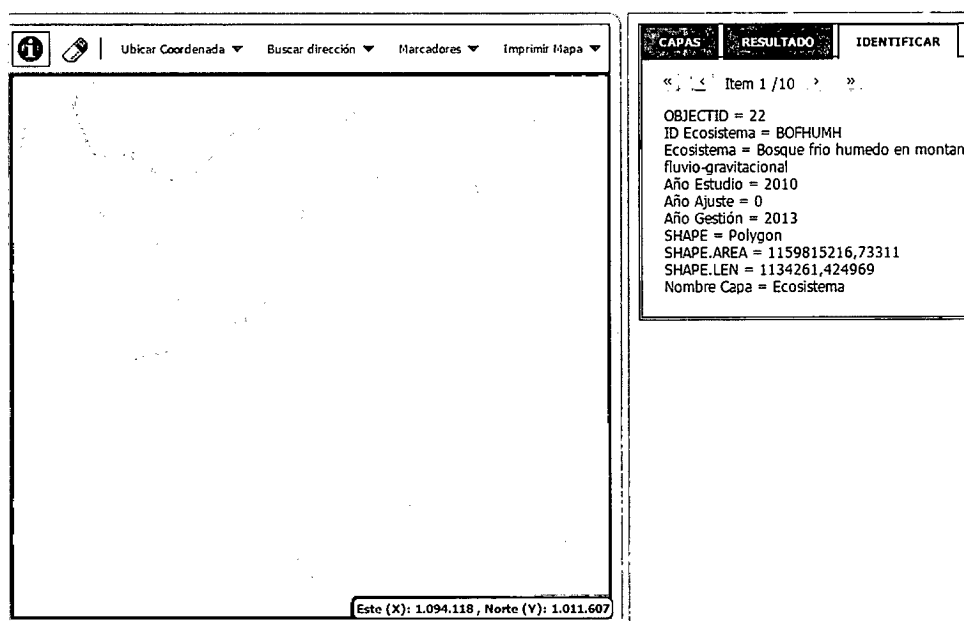 Ubicar Coordenada ▼ Buscar dirección ▼ Marcadores ▼ Imprimir Mapa ▼
CAPAS RESULTADO IDENTIFICAR
« < Item 1 /10 > »
OBJECTID = 22
ID Ecosistema = BOFHUMH
Ecosistema = Bosque frio humedo en montan
fluvio-gravitacional
Año Estudio = 2010
Año Ajuste = 0
Año Gestión = 2013
SHAPE = Polygon
SHAPE.AREA = 1159815216,73311
SHAPE.LEN = 1134261,424969
Nombre Capa = Ecosistema
Este (X): 1.094.118 , Norte (Y): 1.011.607